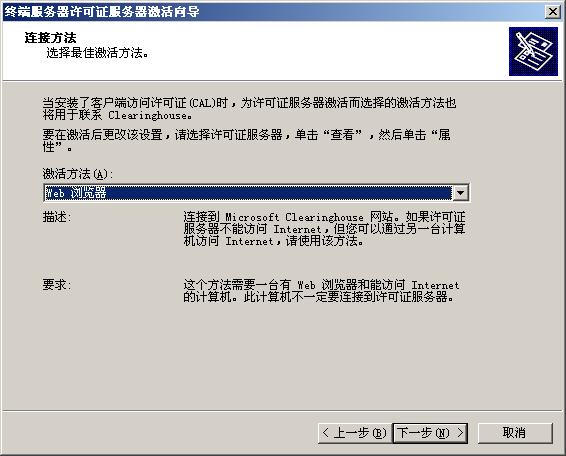 终端服务器许可证服务器激活向导
连接方法
选择最佳激活方法。
当安装了客户端访问许可证(CAL)时，为许可证服务器激活而选择的激活方法也
将用于联系 Clearinghouse。
要在激活后更改该设置，请选择许可证服务器，单击“查看”，然后单击“属
性”。
激活方法(A):
Web 浏览器
描述:
连接到 Microsoft Clearinghouse 网站。如果许可证
服务器不能访问 Internet，但您可以通过另一台计算
机访问 Internet，请使用该方法。
要求:
这个方法需要一台有 Web 浏览器和能访问 Internet
的计算机。此计算机不一定要连接到许可证服务器。
< 上一步(B) 下一步(N) > 取消